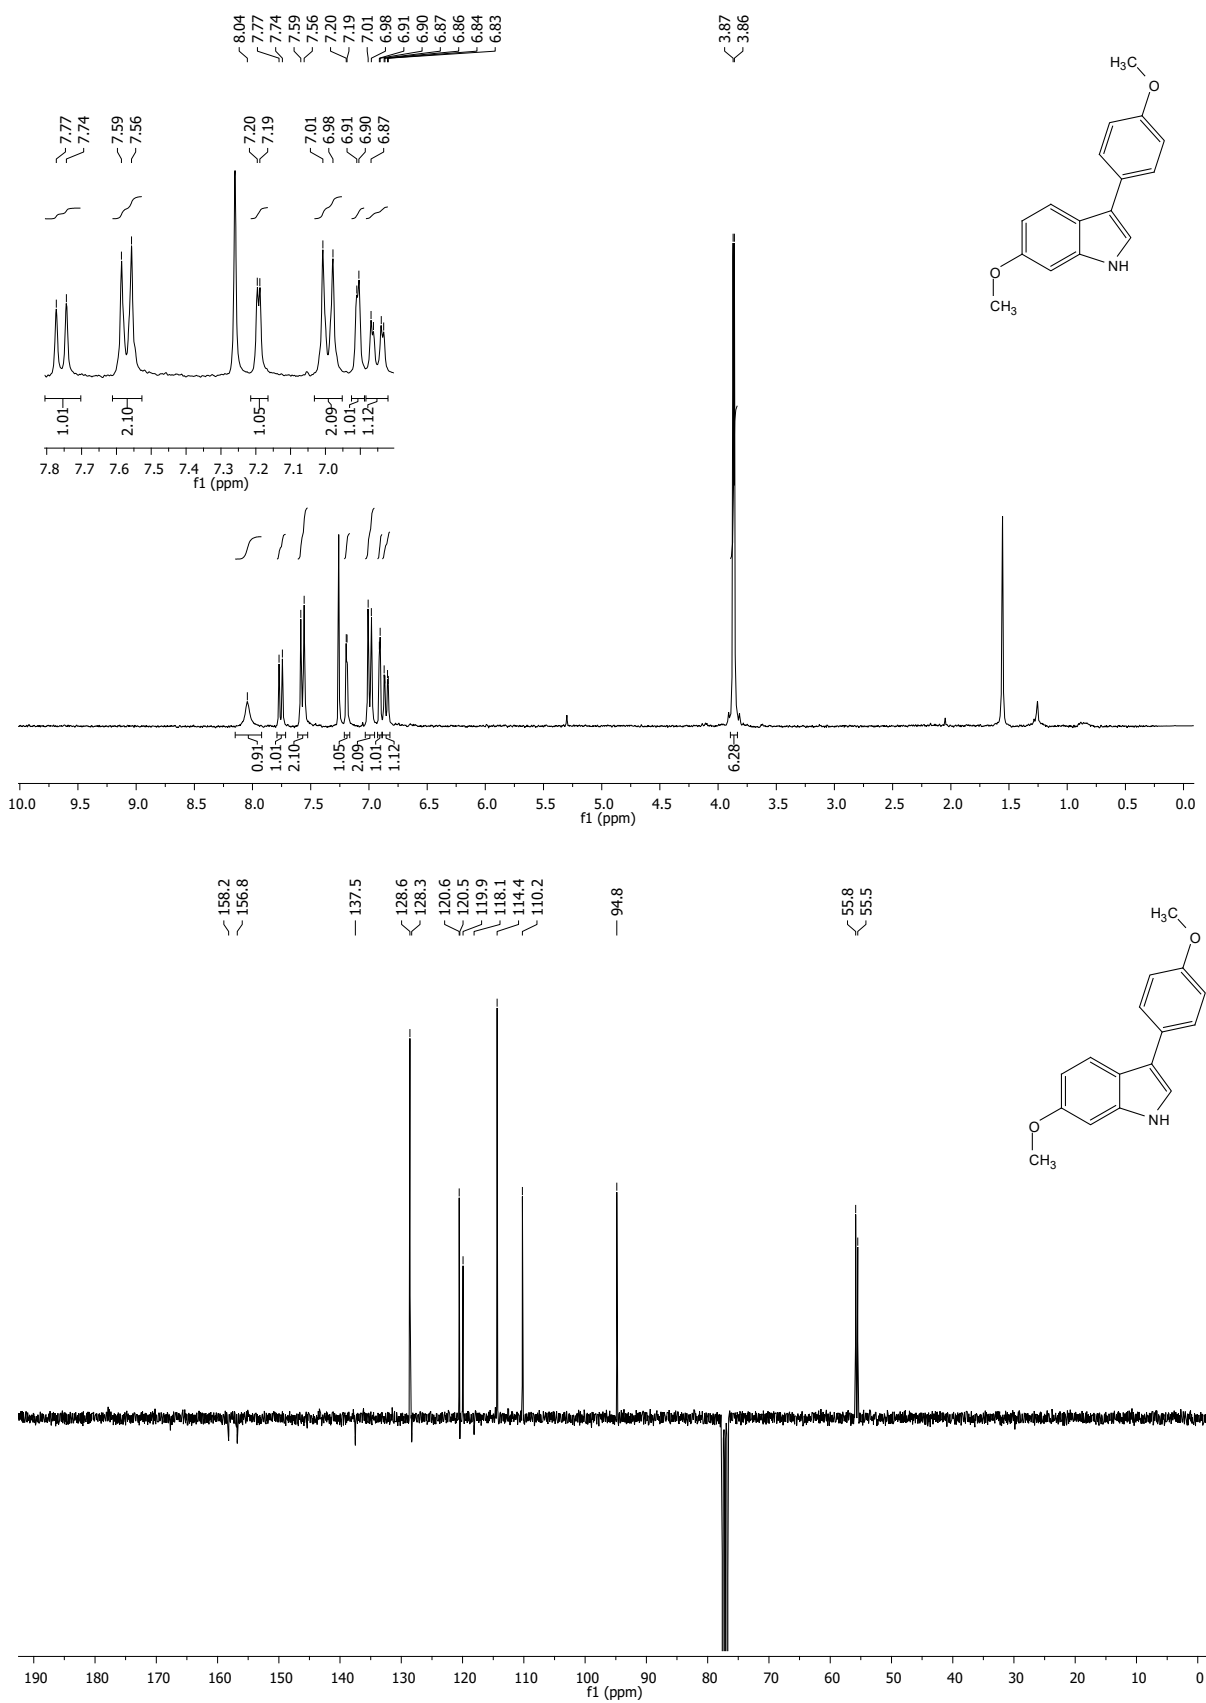 8.04 7.77 7.74 7.59 7.56 7.20 7.19 7.01 6.98 6.91 6.90 6.87 6.86 6.84 6.83 3.87 3.86
7.77 7.74 7.59 7.56 7.20 7.19 7.01 6.98 6.91 6.90 6.87
H₃C
O
NH
O
CH₃
1.01 2.10 1.05 2.09 1.01 1.12
7.8 7.7 7.6 7.5 7.4 7.3 7.2 7.1 7.0
f1 (ppm)
0.91 1.01 2.10 1.05 2.09 1.01 1.12 6.28
10.0 9.5 9.0 8.5 8.0 7.5 7.0 6.5 6.0 5.5 5.0 4.5 4.0 3.5 3.0 2.5 2.0 1.5 1.0 0.5 0.0
f1 (ppm)
158.2 156.8 137.5 128.6 128.3 120.6 120.5 119.9 118.1 114.4 110.2 94.8 55.8 55.5
H₃C
O
NH
O
CH₃
190 180 170 160 150 140 130 120 110 100 90 80 70 60 50 40 30 20 10 0
f1 (ppm)